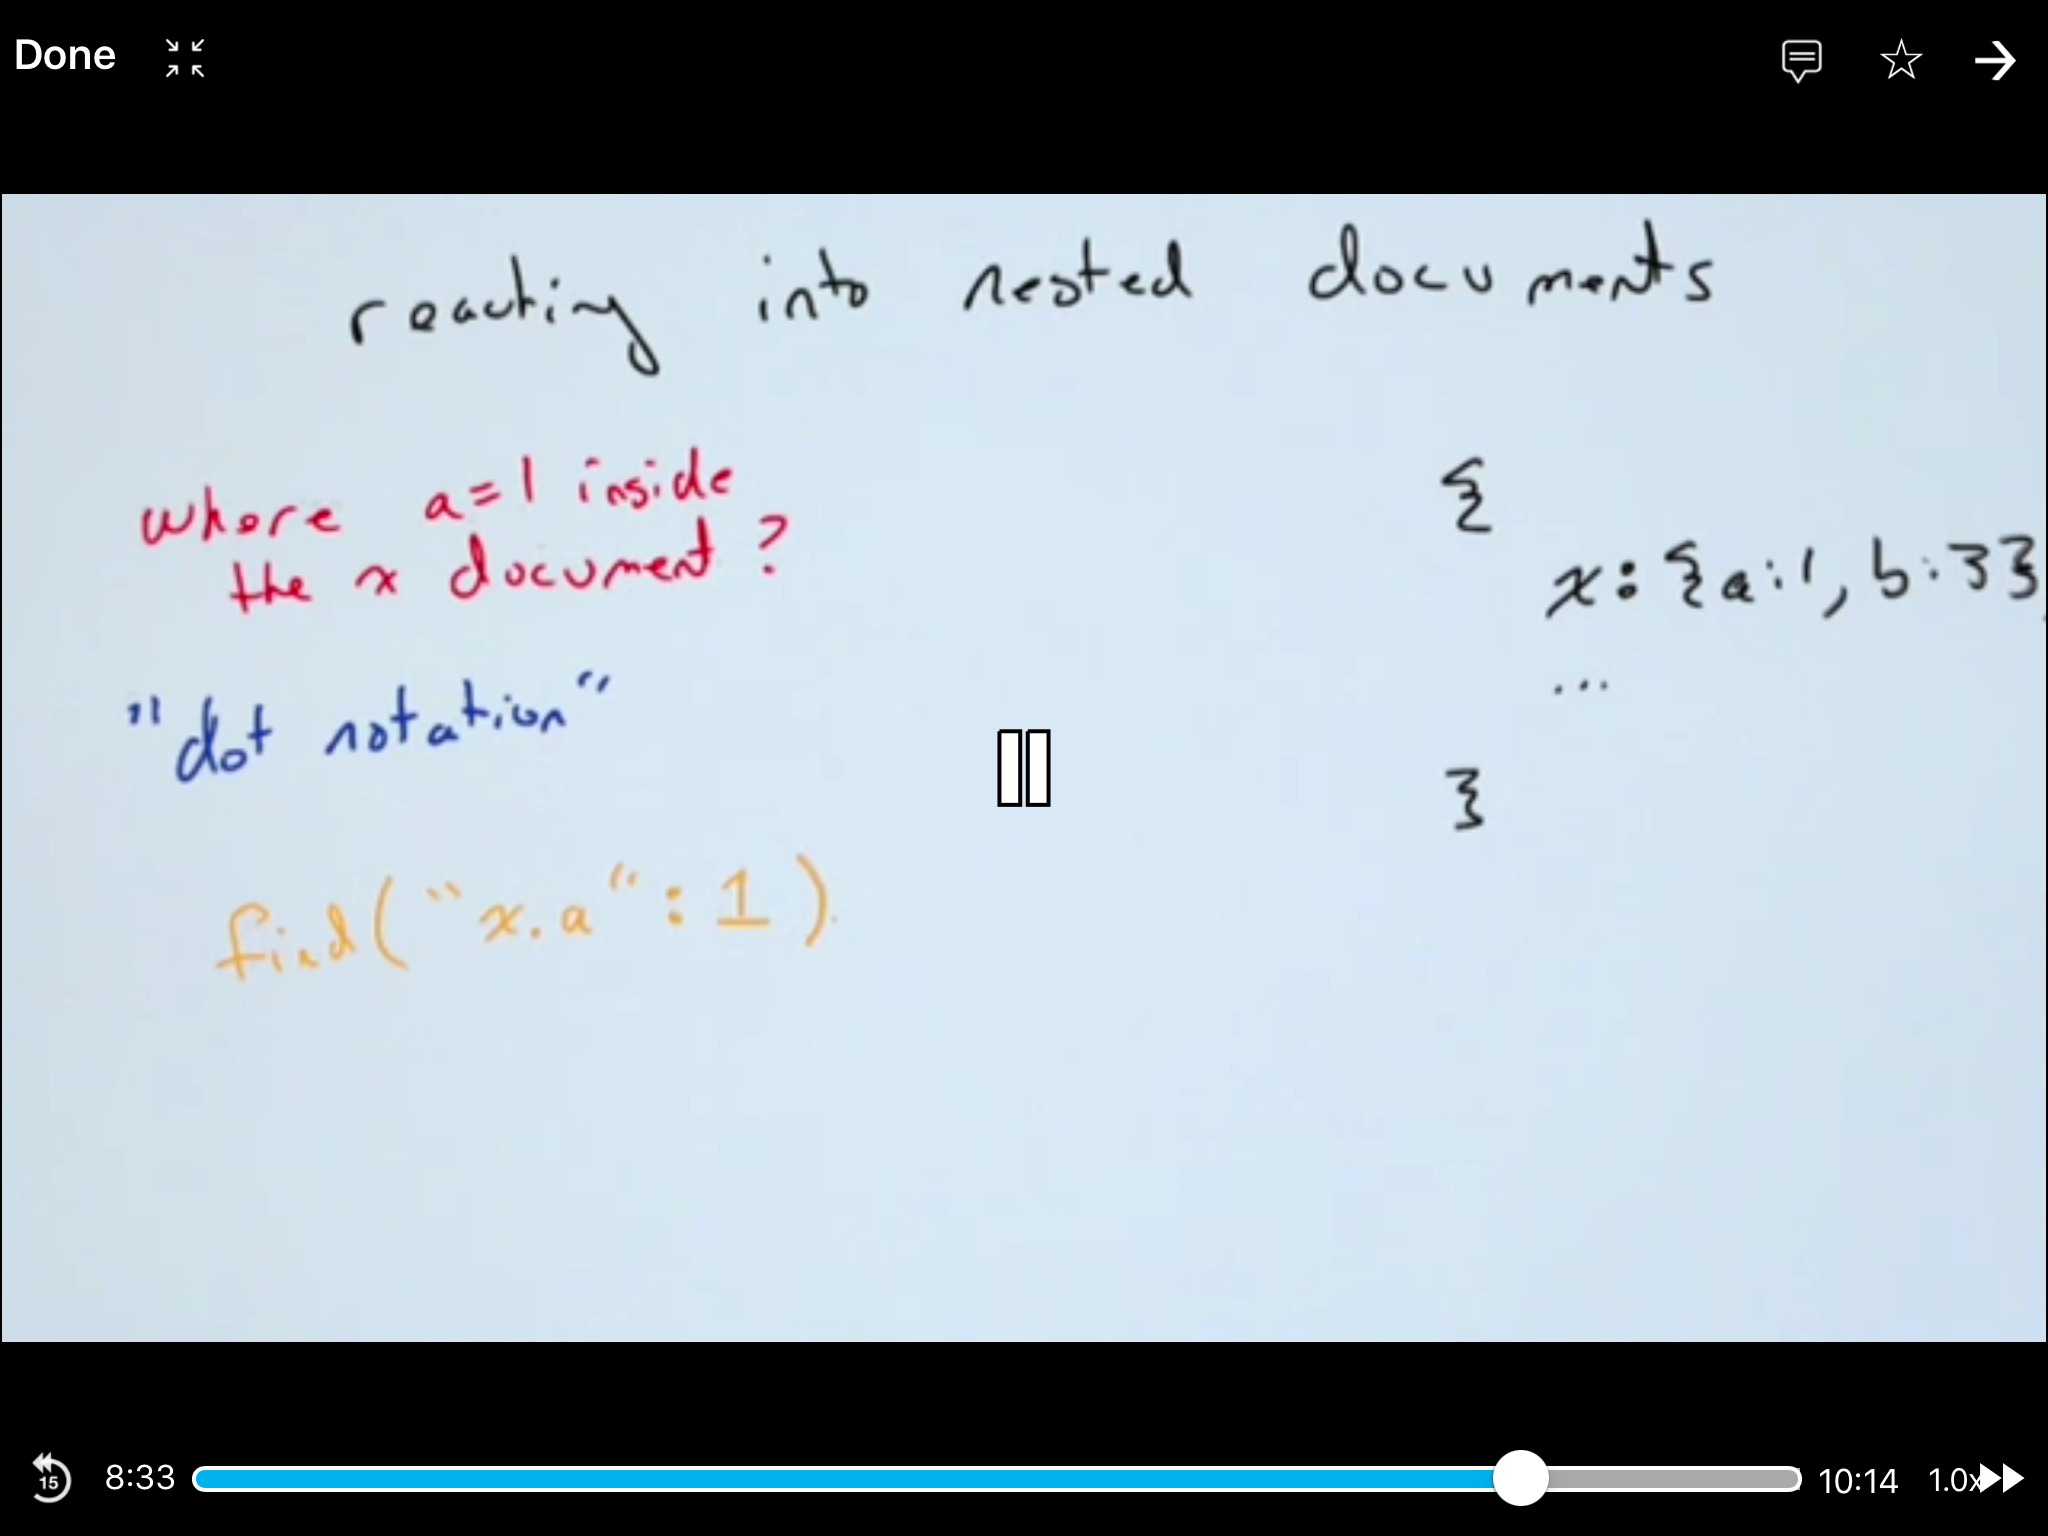 Done
reaching into nested documents
where a=1 inside
the x document ?
{
x: {a:1, b:3},
...
}
"dot notation"
find("x.a":1)
15
8:33
10:14
1.0x